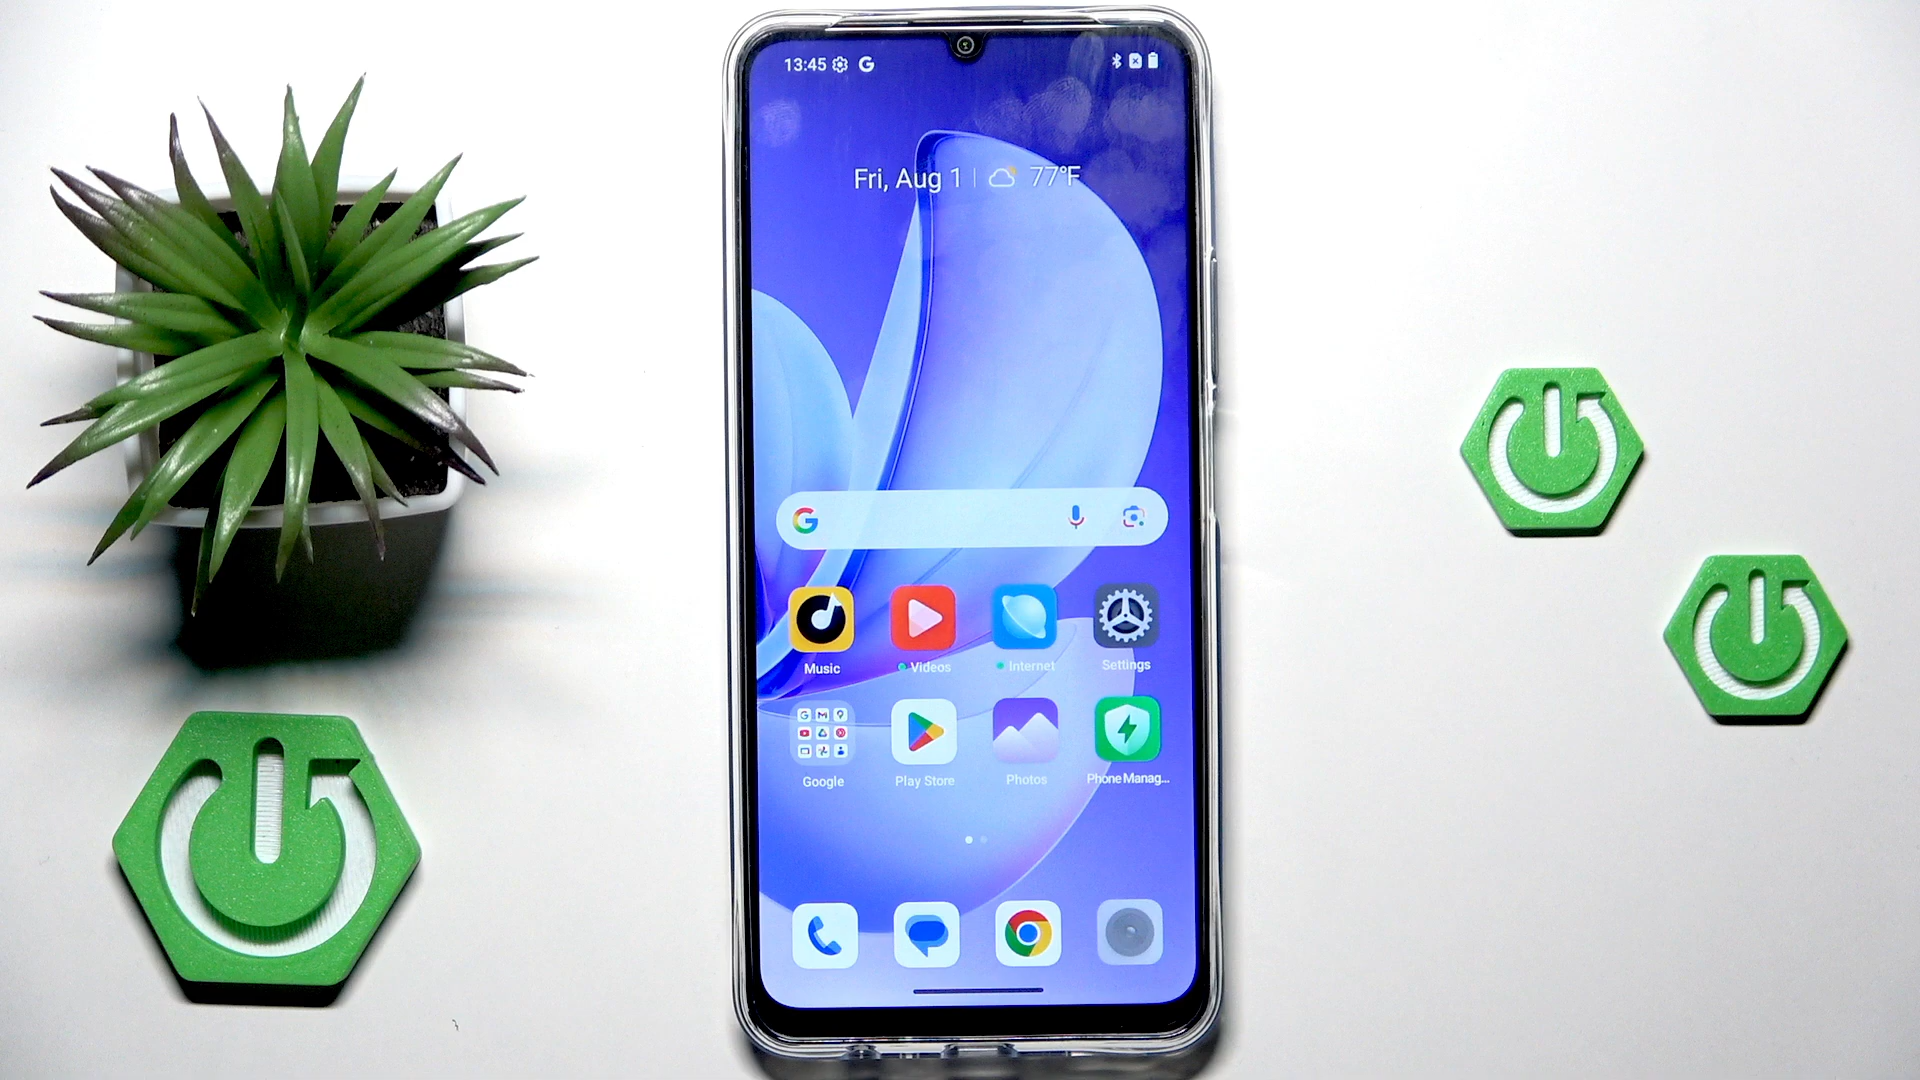 13:45
Fri, Aug 1 | 77°F
Music Videos Internet Settings
Google Play Store Photos Phone Manag...